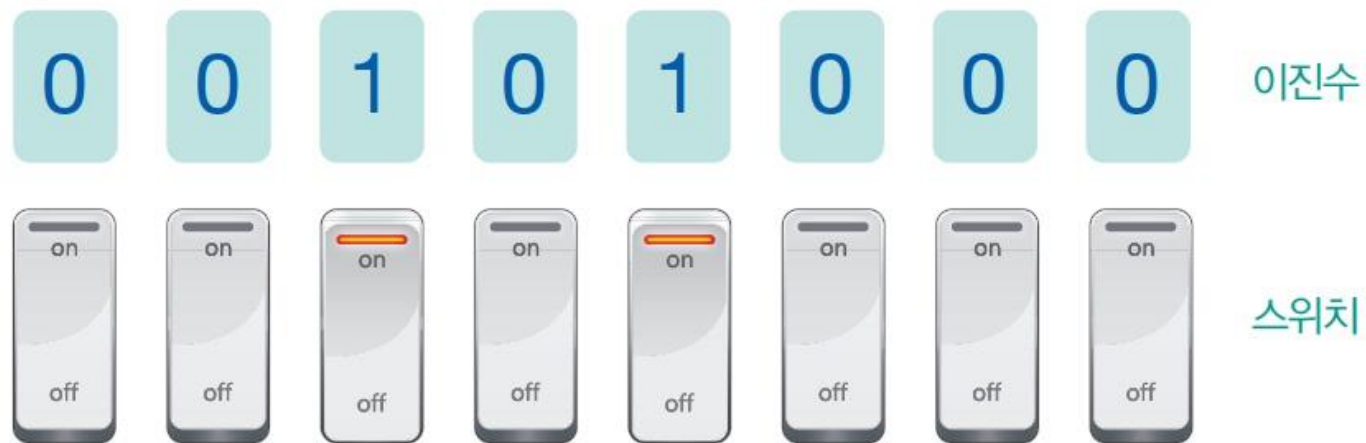 0 0 1 0 1 0 0 0 이진수
on on on on on on on on
스위치
off off off off off off off off